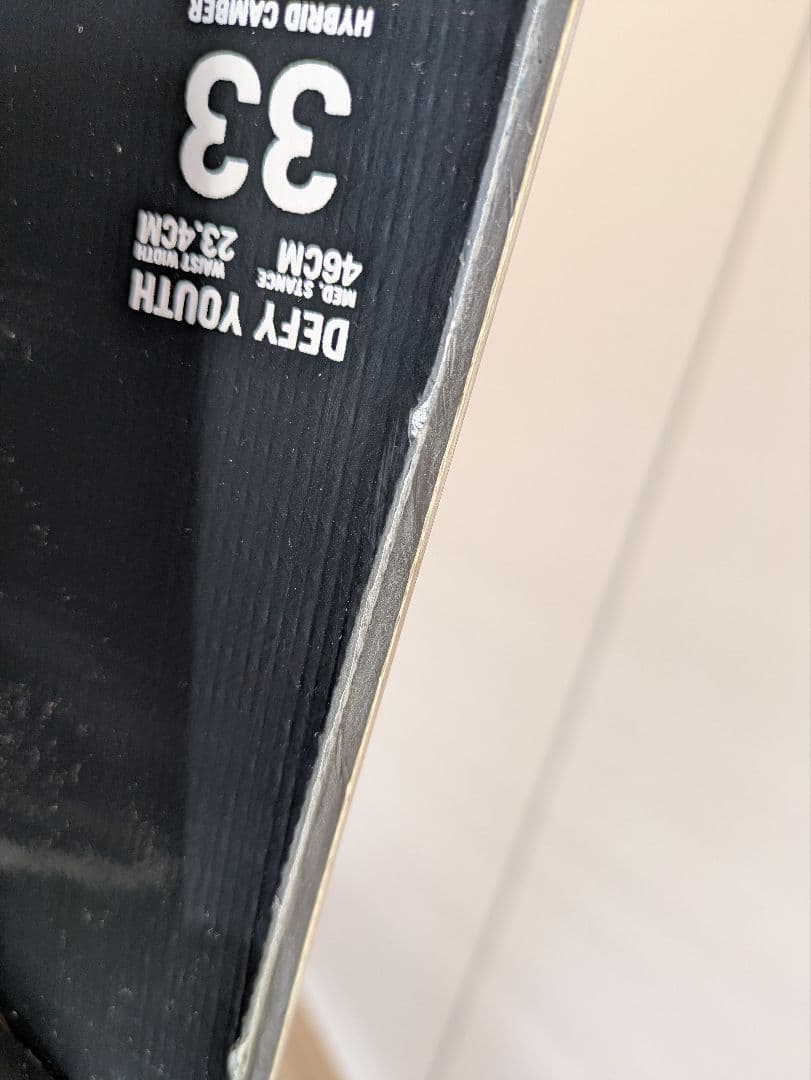 DEFY YOUTH
MED. STANCE WAIST WIDTH
46CM 23.4CM
33
HYBRID CAMBER